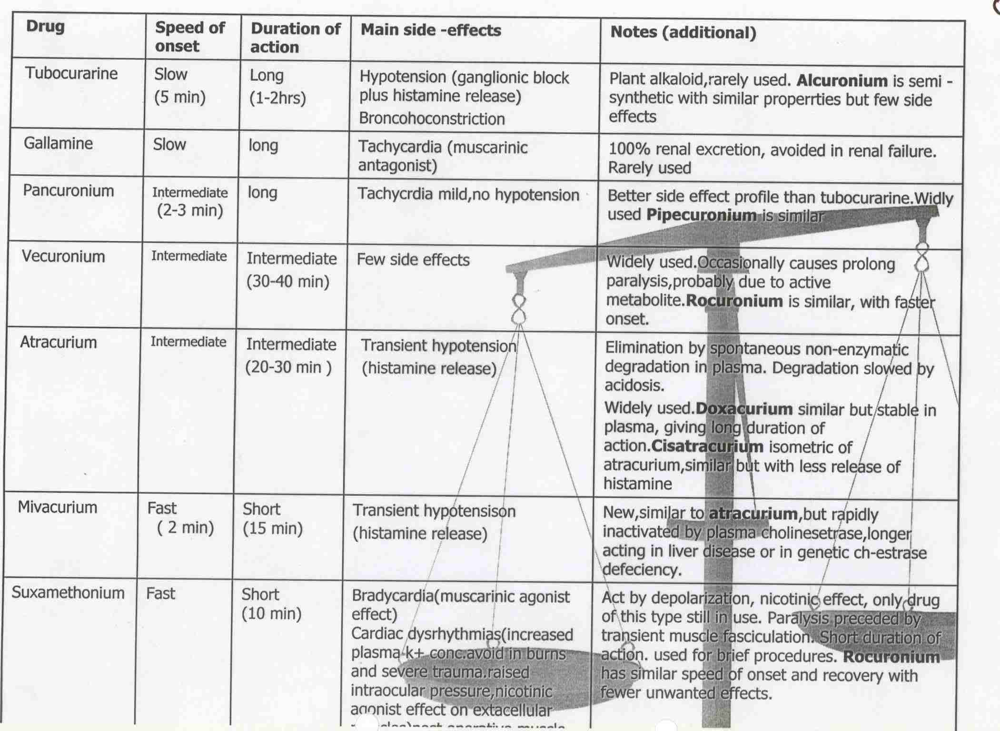 Drug
Speed of
onset
Duration of
action
Main side -effects
Notes (additional)
Tubocurarine
Slow
(5 min)
Long
(1-2hrs)
Hypotension (ganglionic block
plus histamine release)
Broncohoconstriction
Plant alkaloid,rarely used. Alcuronium is semi -
synthetic with similar properrties but few side
effects
Gallamine
Slow
long
Tachycardia (muscarinic
antagonist)
100% renal excretion, avoided in renal failure.
Rarely used
Pancuronium
Intermediate
(2-3 min)
long
Tachycrdia mild,no hypotension
Better side effect profile than tubocurarine.Widly
used Pipecuronium is similar
Vecuronium
Intermediate
Intermediate
(30-40 min)
Few side effects
Widely used.Occasionally causes prolong
paralysis,probably due to active
metabolite.Rocuronium is similar, with faster
onset.
Atracurium
Intermediate
Intermediate
(20-30 min )
Transient hypotension
(histamine release)
Elimination by spontaneous non-enzymatic
degradation in plasma. Degradation slowed by
acidosis.
Widely used.Doxacurium similar but stable in
plasma, giving long duration of
action.Cisatracurium isometric of
atracurium,similar but with less release of
histamine
Mivacurium
Fast
( 2 min)
Short
(15 min)
Transient hypotensison
(histamine release)
New,similar to atracurium,but rapidly
inactivated by plasma cholinesetrase,longer
acting in liver disease or in genetic ch-estrase
defeciency.
Suxamethonium
Fast
Short
(10 min)
Bradycardia(muscarinic agonist
effect)
Cardiac dysrhythmias(increased
plasma k+ conc.avoid in burns
and severe trauma.raised
intraocular pressure,nicotinic
agonist effect on extacellular
Act by depolarization, nicotinic effect, only drug
of this type still in use. Paralysis preceded by
transient muscle fasciculation. Short duration of
action. used for brief procedures. Rocuronium
has similar speed of onset and recovery with
fewer unwanted effects.